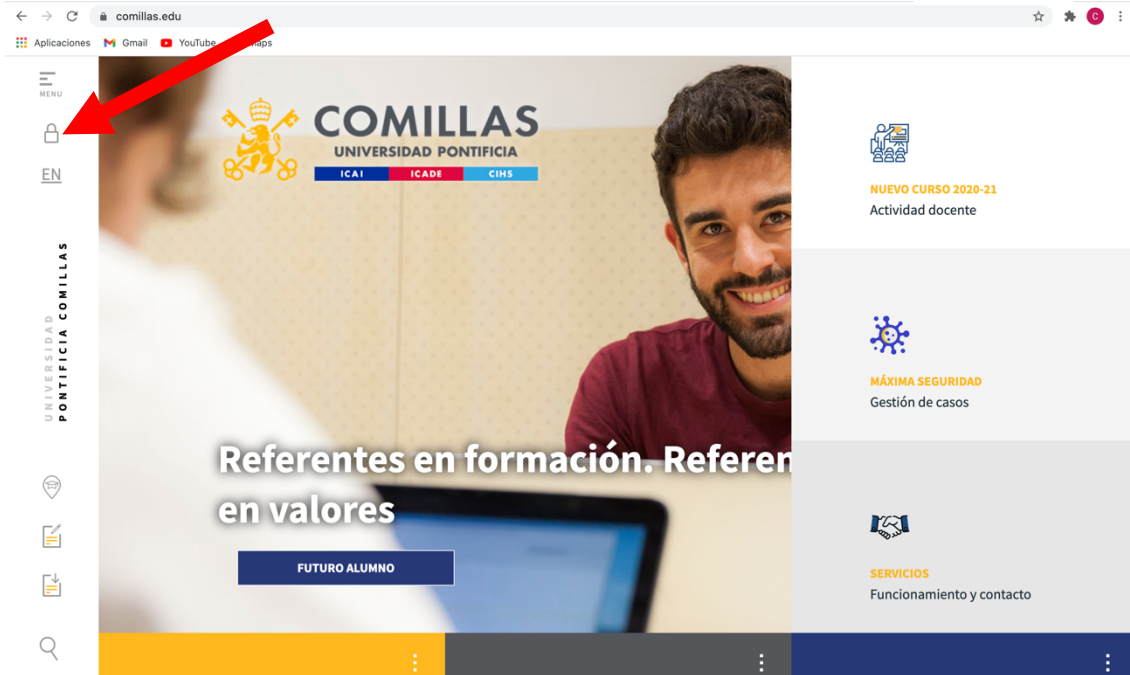 comillas.edu
C
Aplicaciones
Gmail
YouTube
Maps
MENU
EN
UNIVERSIDAD
PONTIFICIA COMILLAS
COMILLAS
UNIVERSIDAD PONTIFICIA
ICAI ICADE CIHS
Referentes en formación. Referen
en valores
FUTURO ALUMNO
NUEVO CURSO 2020-21
Actividad docente
MÁXIMA SEGURIDAD
Gestión de casos
SERVICIOS
Funcionamiento y contacto